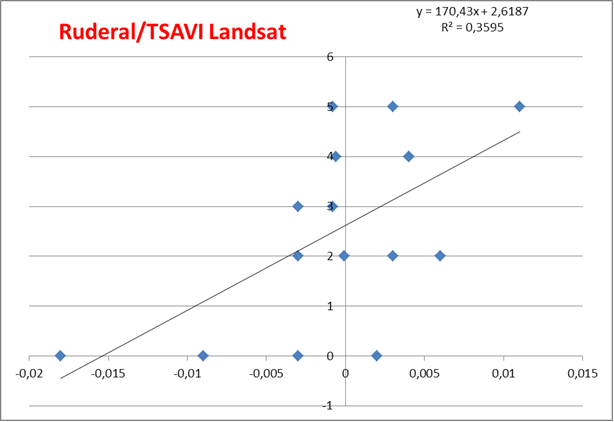 Ruderal/TSAVI Landsat
y = 170,43x + 2,6187
R² = 0,3595
6
5
4
3
2
1
0
-1
-0,02 -0,015 -0,01 -0,005 0 0,005 0,01 0,015